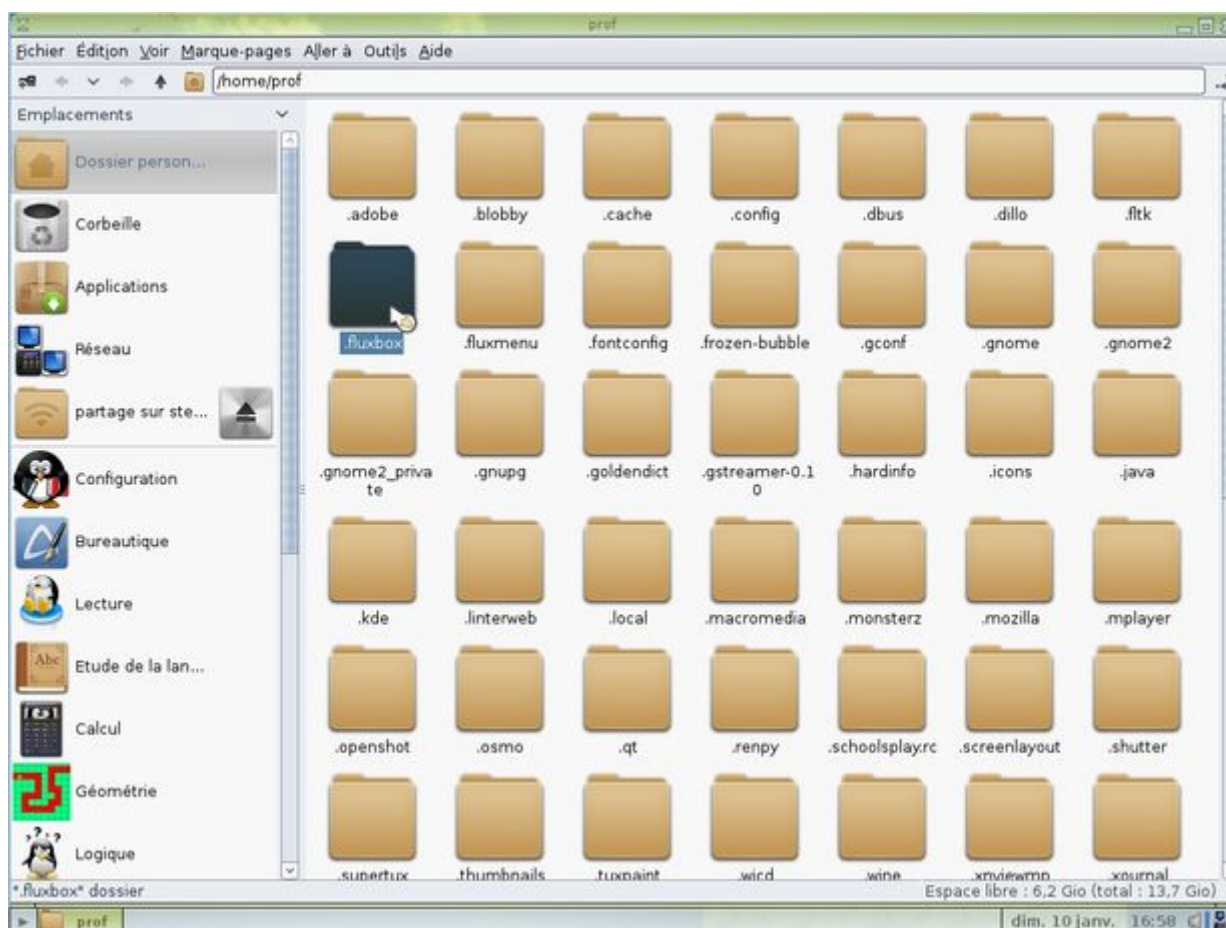 prof
Fichier Édition Voir Marque-pages Aller à Outils Aide
/home/prof
Emplacements
Dossier person...
Corbeille
Applications
Réseau
partage sur ste...
Configuration
Bureautique
Lecture
Abc
Etude de la lan...
Calcul
Géométrie
Logique
.adobe .blobby .cache .config .dbus .dillo .fltk
.fluxbox .fluxmenu .fontconfig .frozen-bubble .gconf .gnome .gnome2
.gnome2_priva
te
.gnupg .goldendict
.gstreamer-0.1
0
.hardinfo .icons .java
.kde .linterweb .local .macromedia .monsterz .mozilla .mplayer
.openshot .osmo .qt .renpy .schoolsplay.rc .screenlayout .shutter
.supertux .thumbnails .tuxpaint .wicd .wine .xnviewmp .xournal
".fluxbox" dossier
Espace libre : 6,2 Gio (total : 13,7 Gio)
prof
dim. 10 janv. 16:58